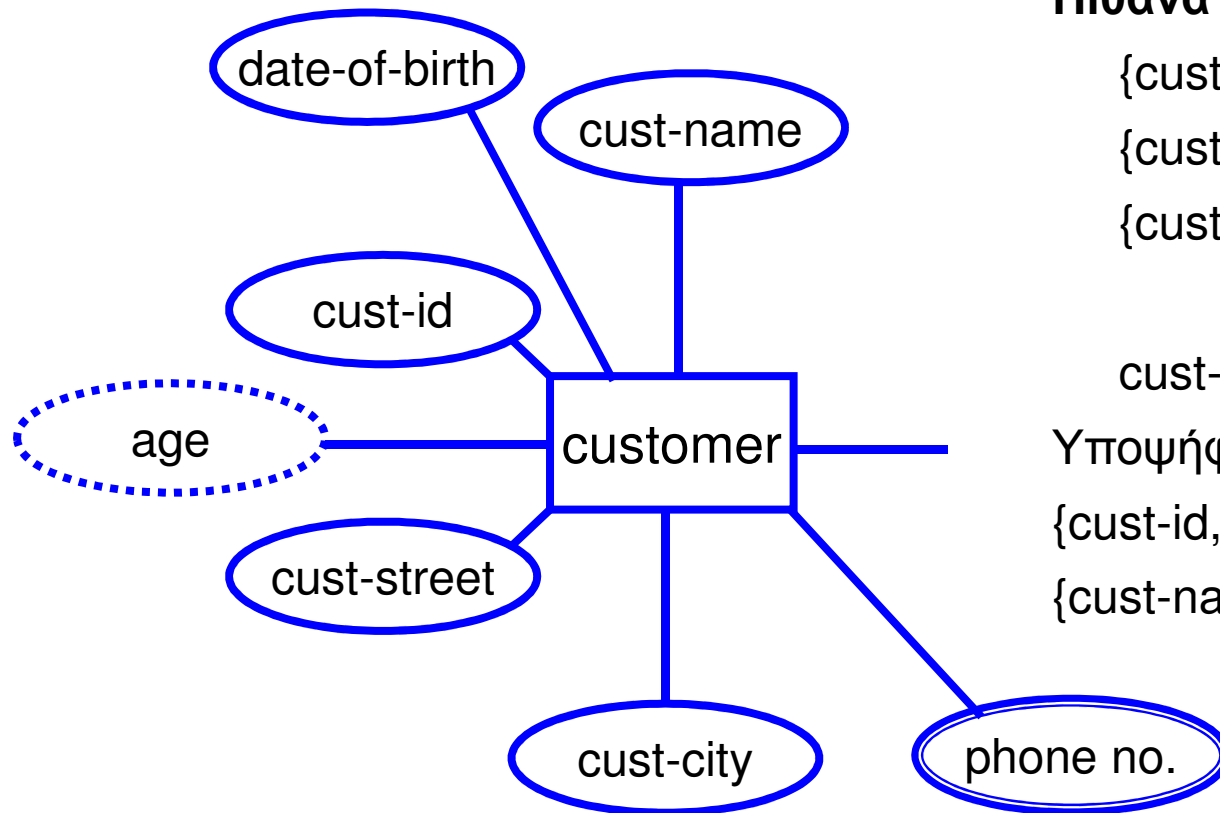 date-of-birth
cust-name
cust-id
age
customer
cust-street
cust-city
phone no.
{cust
{cust
{cust
cust-
{cust-id,
{cust-na